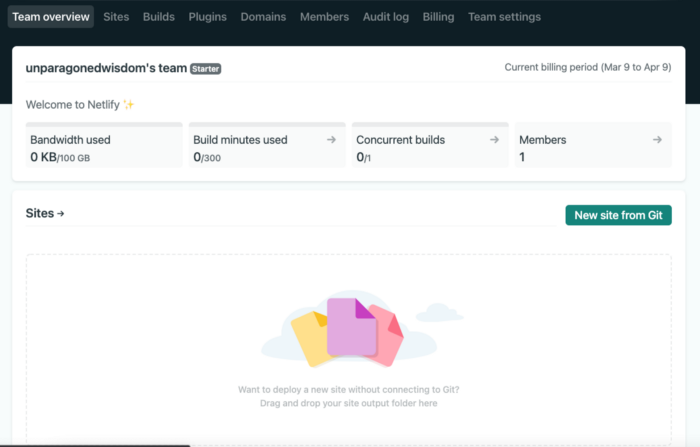 Team overview Sites Builds Plugins Domains Members Audit log Billing Team settings
unparagonedwisdom's team Starter
Current billing period (Mar 9 to Apr 9)
Welcome to Netlify ✨
Bandwidth used
0 KB/100 GB
Build minutes used →
0/300
Concurrent builds →
0/1
Members →
1
Sites →
New site from Git
Want to deploy a new site without connecting to Git?
Drag and drop your site output folder here